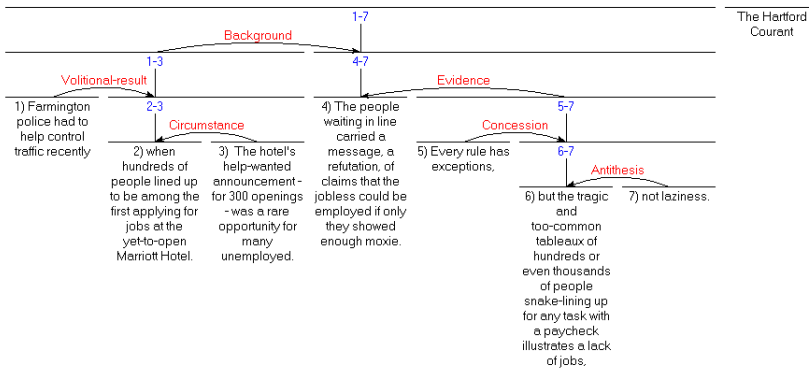 1-7
The Hartford
Courant
Background
1-3
4-7
Volitional-result
Evidence
1) Farmington
police had to
help control
traffic recently
2-3
4) The people
waiting in line
carried a
message, a
refutation, of
claims that the
jobless could be
employed if only
they showed
enough moxie.
5-7
Circumstance
Concession
2) when
hundreds of
people lined up
to be among the
first applying for
jobs at the
yet-to-open
Marriott Hotel.
3) The hotel's
help-wanted
announcement -
for 300 openings
- was a rare
opportunity for
many
unemployed.
5) Every rule has
exceptions,
6-7
Antithesis
6) but the tragic
and
too-common
tableaux of
hundreds or
even thousands
of people
snake-lining up
for any task with
a paycheck
illustrates a lack
of jobs,
7) not laziness.